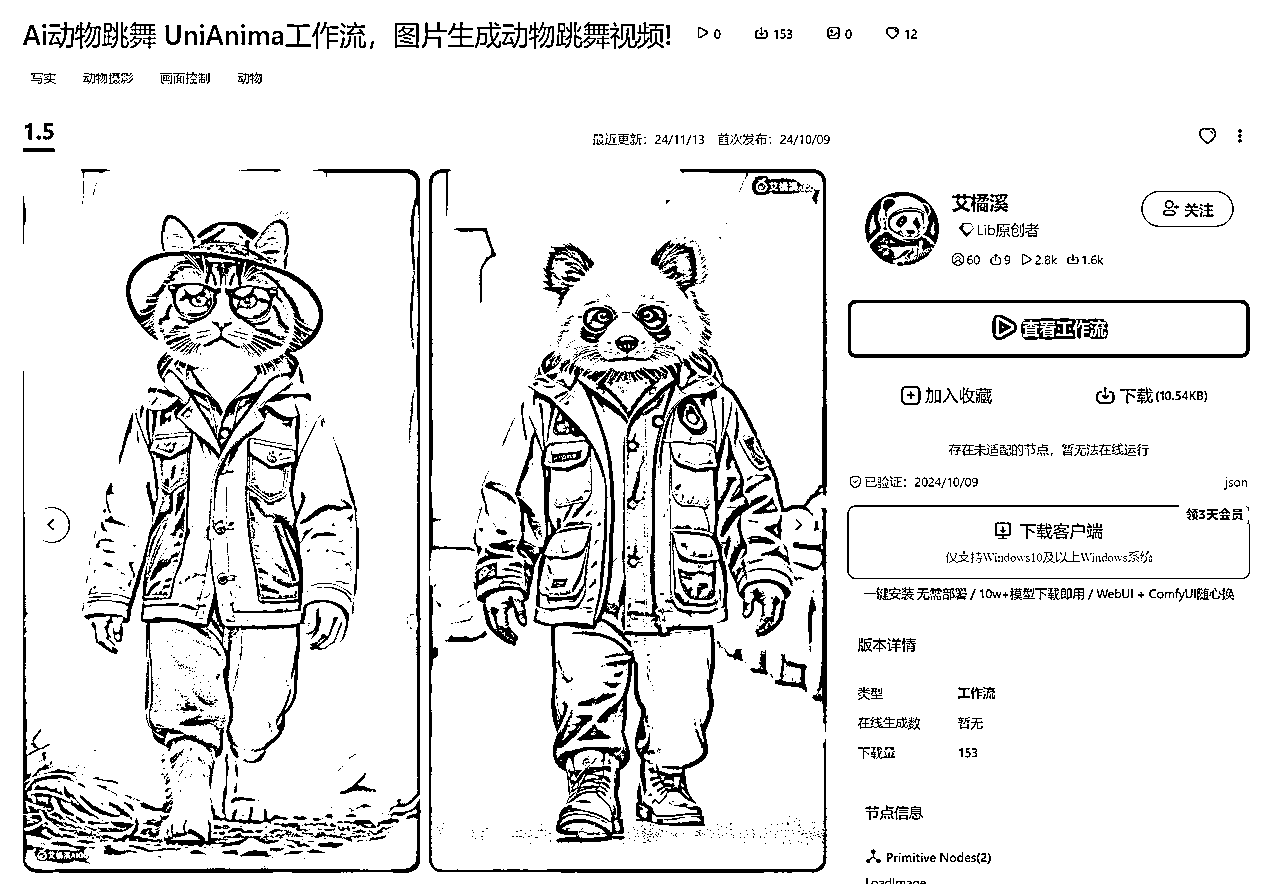 Ai动物跳舞 UniAnima工作流，图片生成动物跳舞视频! 0 153 0 12
写实 动物摄影 画面控制 动物
1.5
最近更新：24/11/13 首次发布：24/10/09
艾橘溪
Lib原创者
60 9 2.8k 1.6k
关注
查看工作流
加入收藏 下载(10.54KB)
存在未适配的节点，暂无法在线运行
已验证：2024/10/09 json
领3天会员
下载客户端
仅支持Windows10及以上Windows系统
一键安装 无需部署 / 10w+模型下载即用 / WebUI + ComfyUI随心换
版本详情
类型 工作流
在线生成数 暂无
下载量 153
节点信息
Primitive Nodes(2)
LoadImage